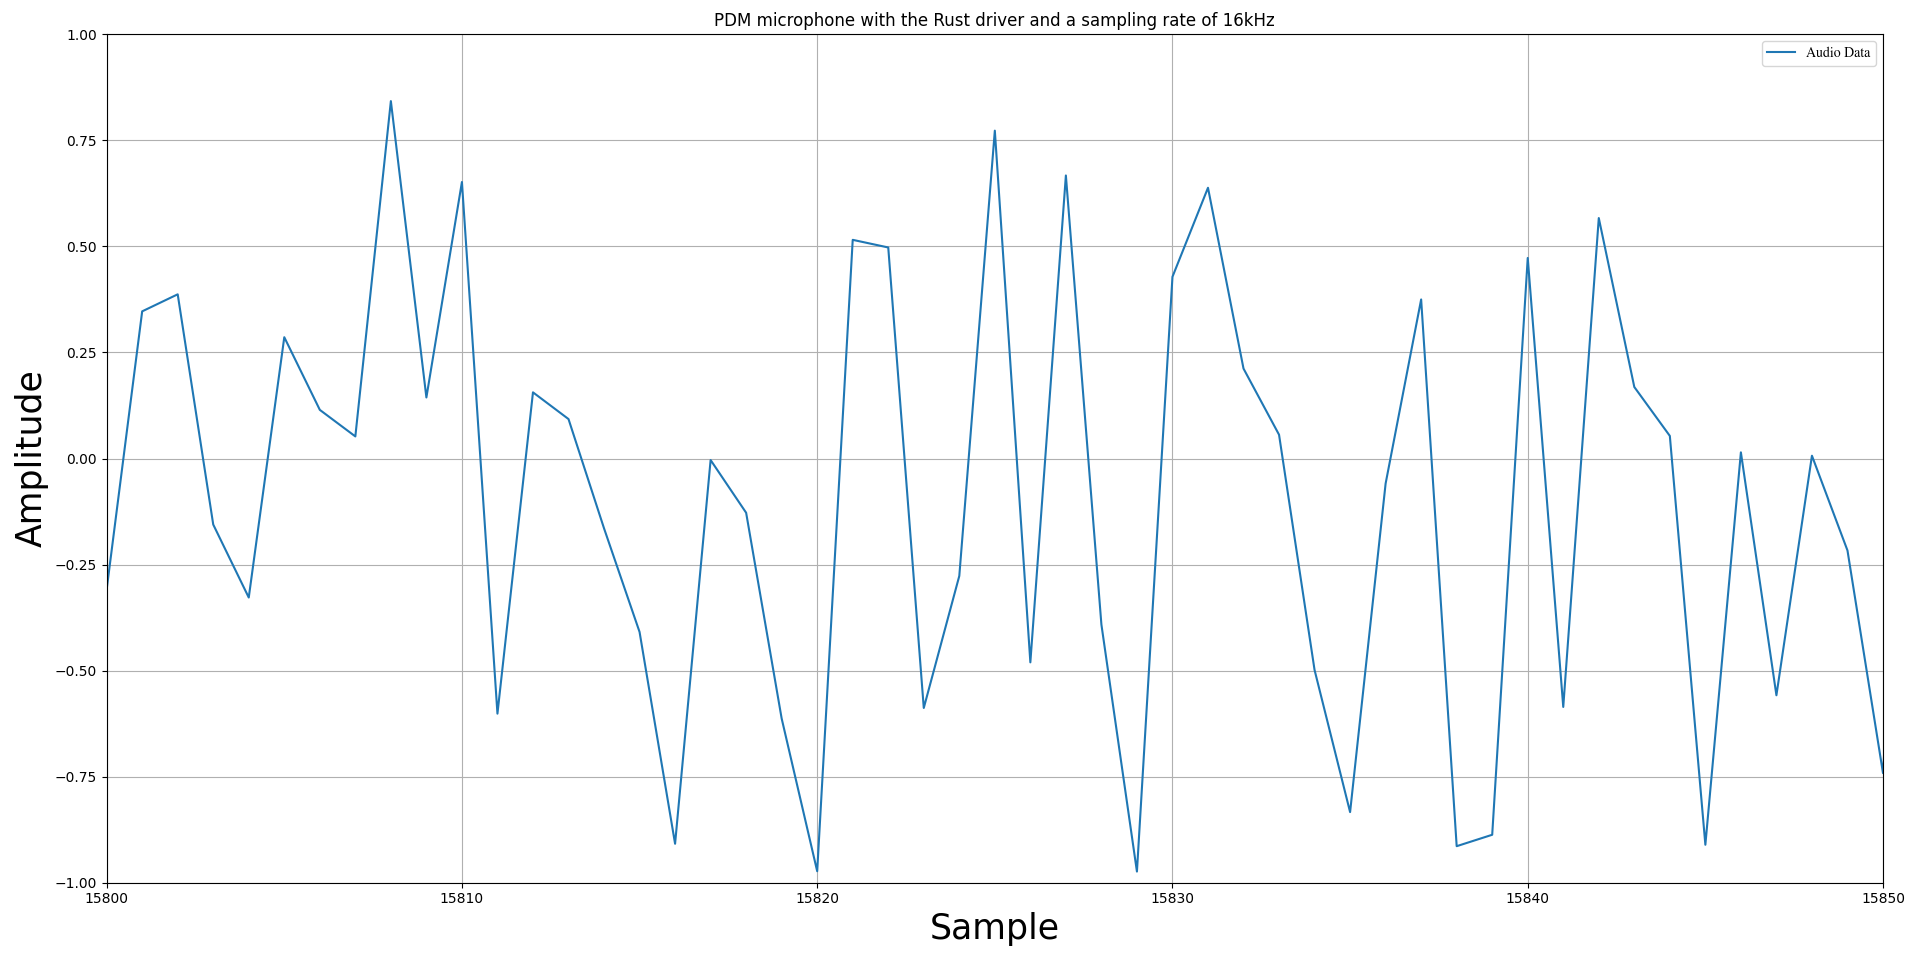 PDM microphone with the Rust driver and a sampling rate of 16kHz
Audio Data
1.00
0.75
0.50
0.25
0.00
−0.25
−0.50
−0.75
−1.00
Amplitude
15800 15810 15820 15830 15840 15850
Sample